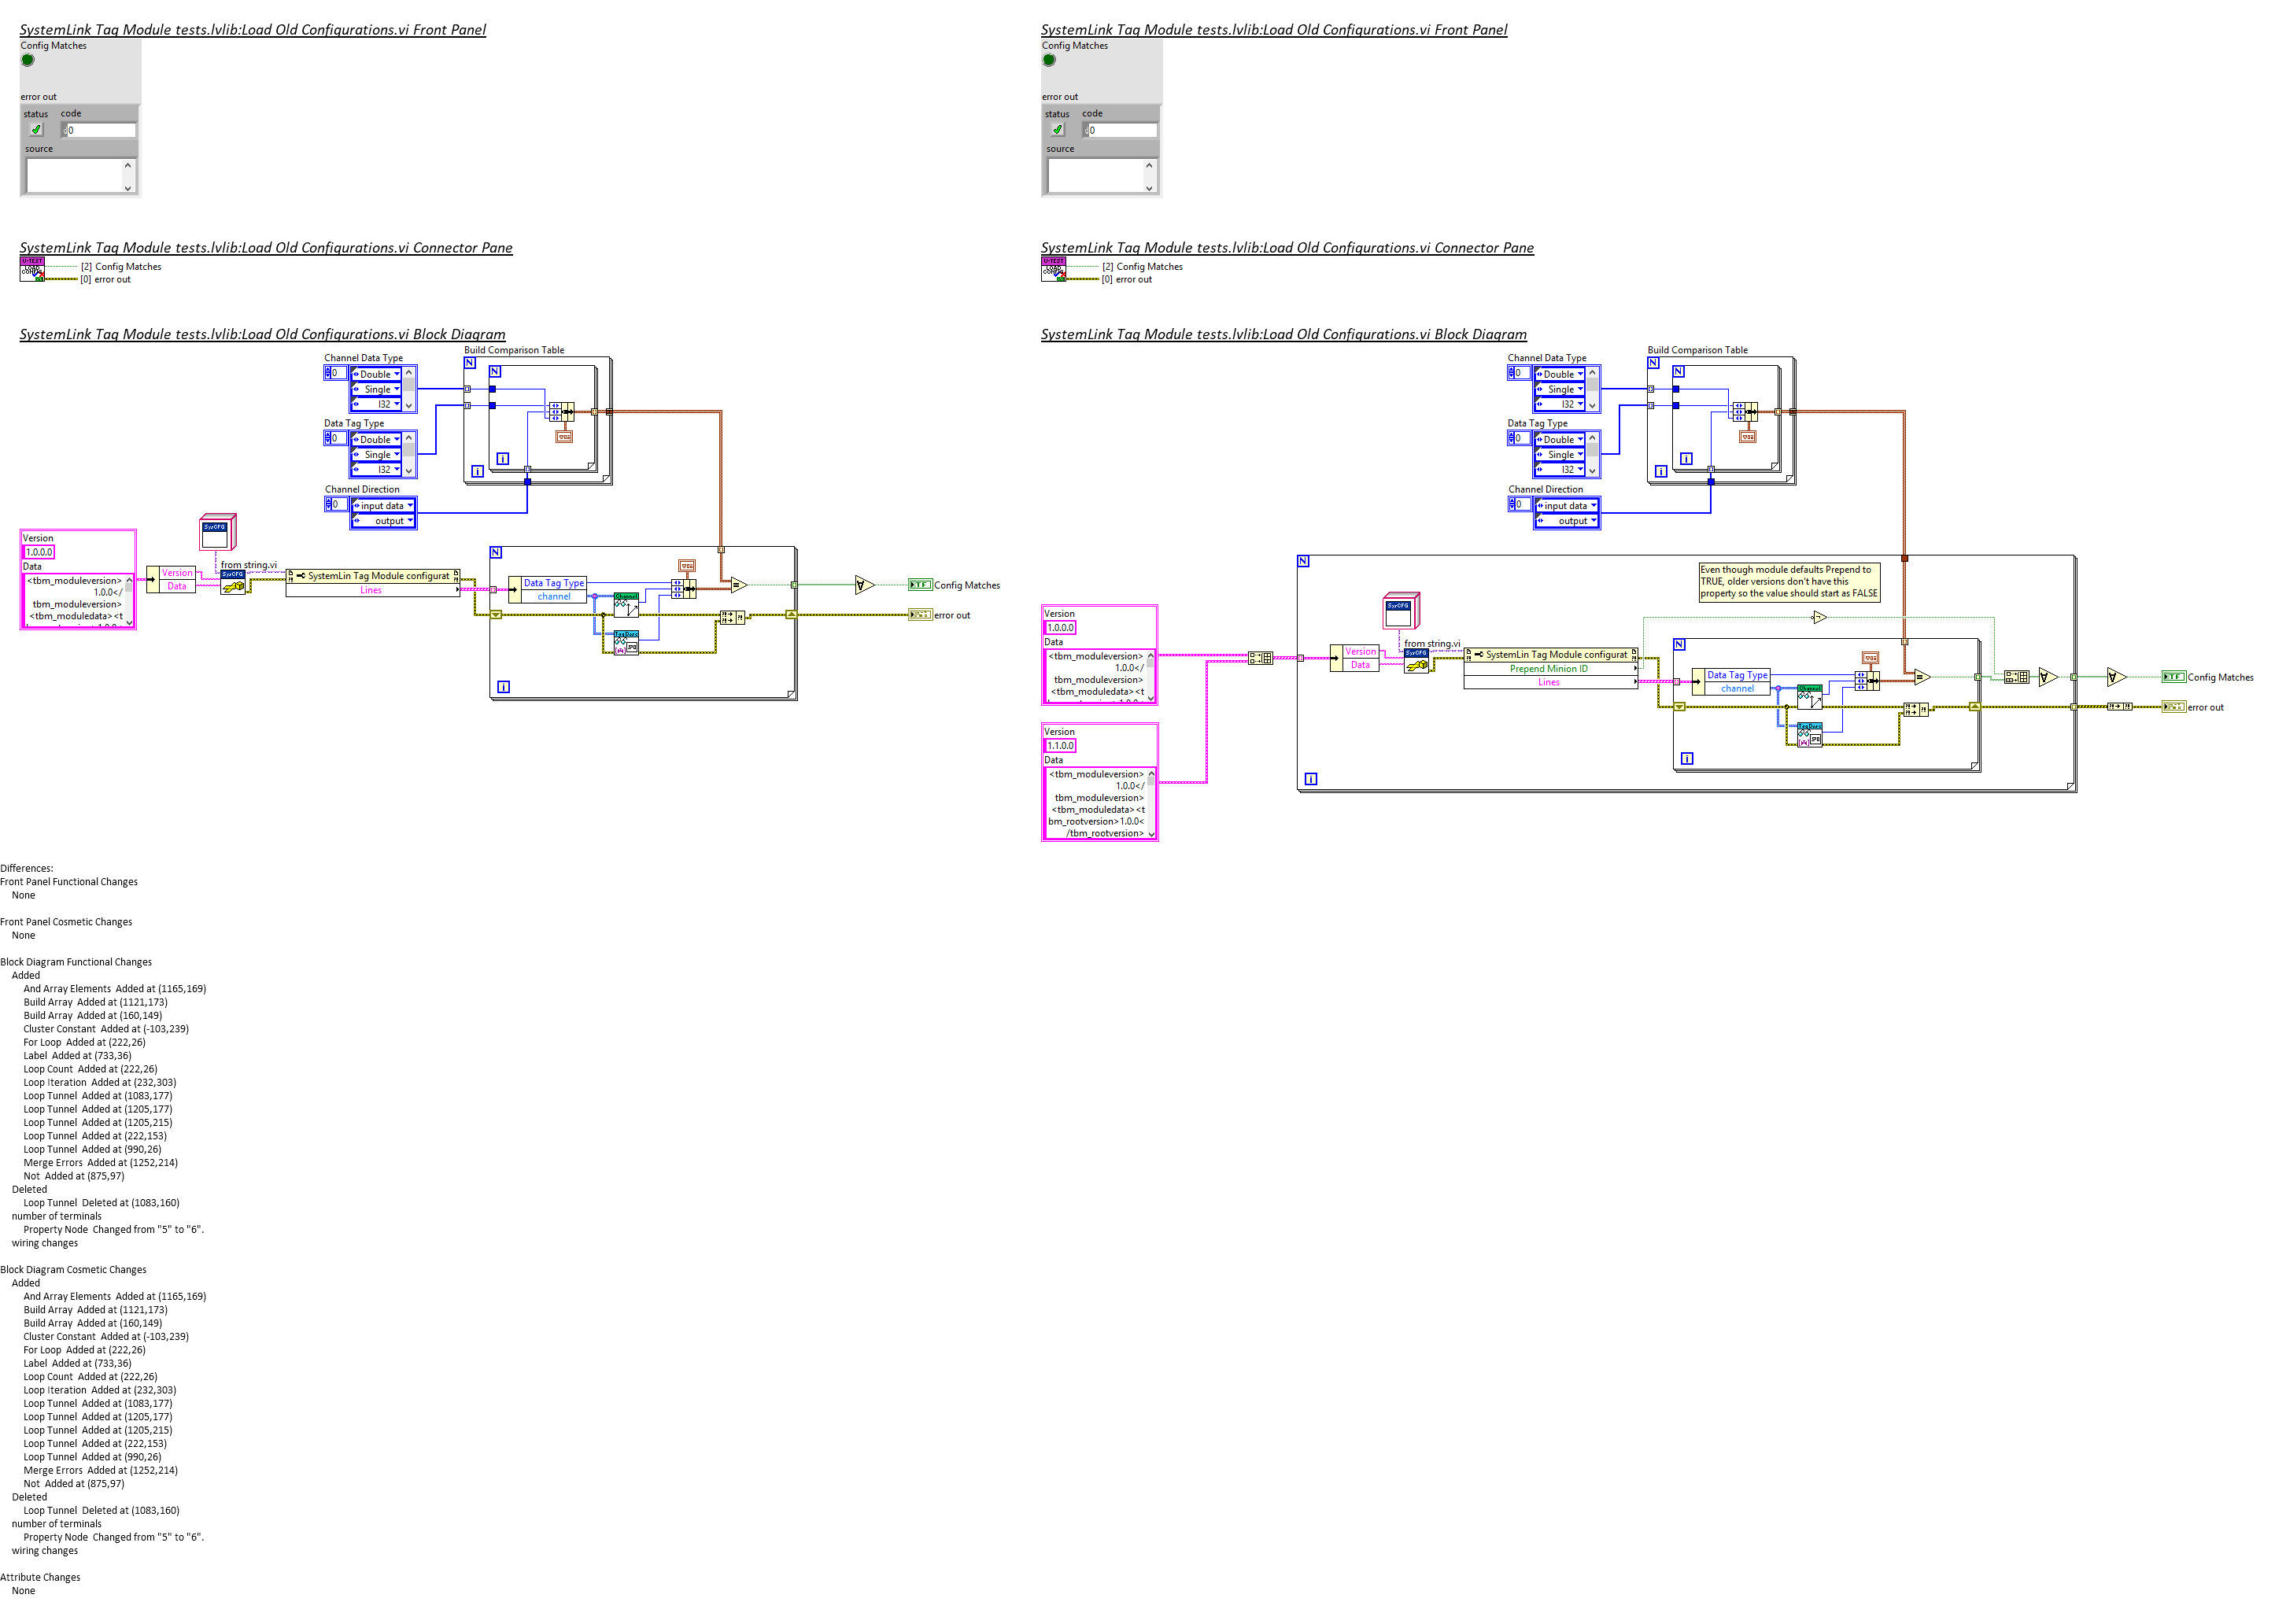 SystemLink Tag Module tests.lvlib:Load Old Configurations.vi Front Panel
Config Matches
error out
status code
0
source
SystemLink Tag Module tests.lvlib:Load Old Configurations.vi Connector Pane
U-TEST
LOAD
CONFIG
[2] Config Matches
[0] error out
SystemLink Tag Module tests.lvlib:Load Old Configurations.vi Block Diagram
Build Comparison Table
Channel Data Type
N
0
Double
Single
I32
N
Data Tag Type
0
Double
Single
I32
i
i
Channel Direction
0
input data
output
Version
1.0.0.0
Data
<tbm_moduleversion>
1.0.0</
tbm_moduleversion>
<tbm_moduledata><t
SysCFG
Version
Data
from string.vi
SysCFG
SystemLin Tag Module configurat
Lines
N
Data Tag Type
channel
Channel
TagDesc
=
i
TF
Config Matches
error out
SystemLink Tag Module tests.lvlib:Load Old Configurations.vi Front Panel
Config Matches
error out
status code
0
source
SystemLink Tag Module tests.lvlib:Load Old Configurations.vi Connector Pane
U-TEST
LOAD
CONFIG
[2] Config Matches
[0] error out
SystemLink Tag Module tests.lvlib:Load Old Configurations.vi Block Diagram
Build Comparison Table
Channel Data Type
N
0
Double
Single
I32
N
Data Tag Type
0
Double
Single
I32
i
i
Channel Direction
0
input data
output
N
Even though module defaults Prepend to
TRUE, older versions don't have this
property so the value should start as FALSE
Version
1.0.0.0
Data
<tbm_moduleversion>
1.0.0</
tbm_moduleversion>
<tbm_moduledata><t
SysCFG
Version
Data
from string.vi
SysCFG
SystemLin Tag Module configurat
Prepend Minion ID
Lines
N
Data Tag Type
channel
Channel
TagDesc
=
i
TF
Config Matches
error out
Version
1.1.0.0
Data
<tbm_moduleversion>
1.0.0</
tbm_moduleversion>
<tbm_moduledata><t
bm_rootversion>1.0.0<
/tbm_rootversion>
i
Differences:
Front Panel Functional Changes
None
Front Panel Cosmetic Changes
None
Block Diagram Functional Changes
Added
And Array Elements Added at (1165,169)
Build Array Added at (1121,173)
Build Array Added at (160,149)
Cluster Constant Added at (-103,239)
For Loop Added at (222,26)
Label Added at (733,36)
Loop Count Added at (222,26)
Loop Iteration Added at (232,303)
Loop Tunnel Added at (1083,177)
Loop Tunnel Added at (1205,177)
Loop Tunnel Added at (1205,215)
Loop Tunnel Added at (222,153)
Loop Tunnel Added at (990,26)
Merge Errors Added at (1252,214)
Not Added at (875,97)
Deleted
Loop Tunnel Deleted at (1083,160)
number of terminals
Property Node Changed from "5" to "6".
wiring changes
Block Diagram Cosmetic Changes
Added
And Array Elements Added at (1165,169)
Build Array Added at (1121,173)
Build Array Added at (160,149)
Cluster Constant Added at (-103,239)
For Loop Added at (222,26)
Label Added at (733,36)
Loop Count Added at (222,26)
Loop Iteration Added at (232,303)
Loop Tunnel Added at (1083,177)
Loop Tunnel Added at (1205,177)
Loop Tunnel Added at (1205,215)
Loop Tunnel Added at (222,153)
Loop Tunnel Added at (990,26)
Merge Errors Added at (1252,214)
Not Added at (875,97)
Deleted
Loop Tunnel Deleted at (1083,160)
number of terminals
Property Node Changed from "5" to "6".
wiring changes
Attribute Changes
None